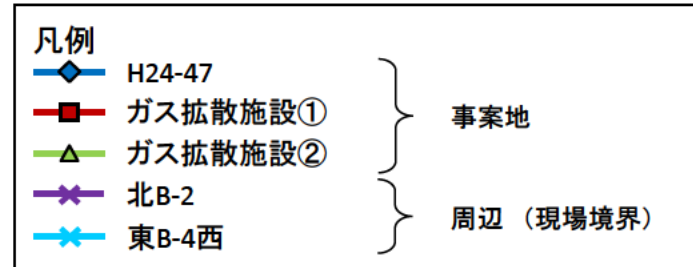 凡例
H24-47
ガス拡散施設①
ガス拡散施設②
事案地
北B-2
東B-4西
周辺 （現場境界）